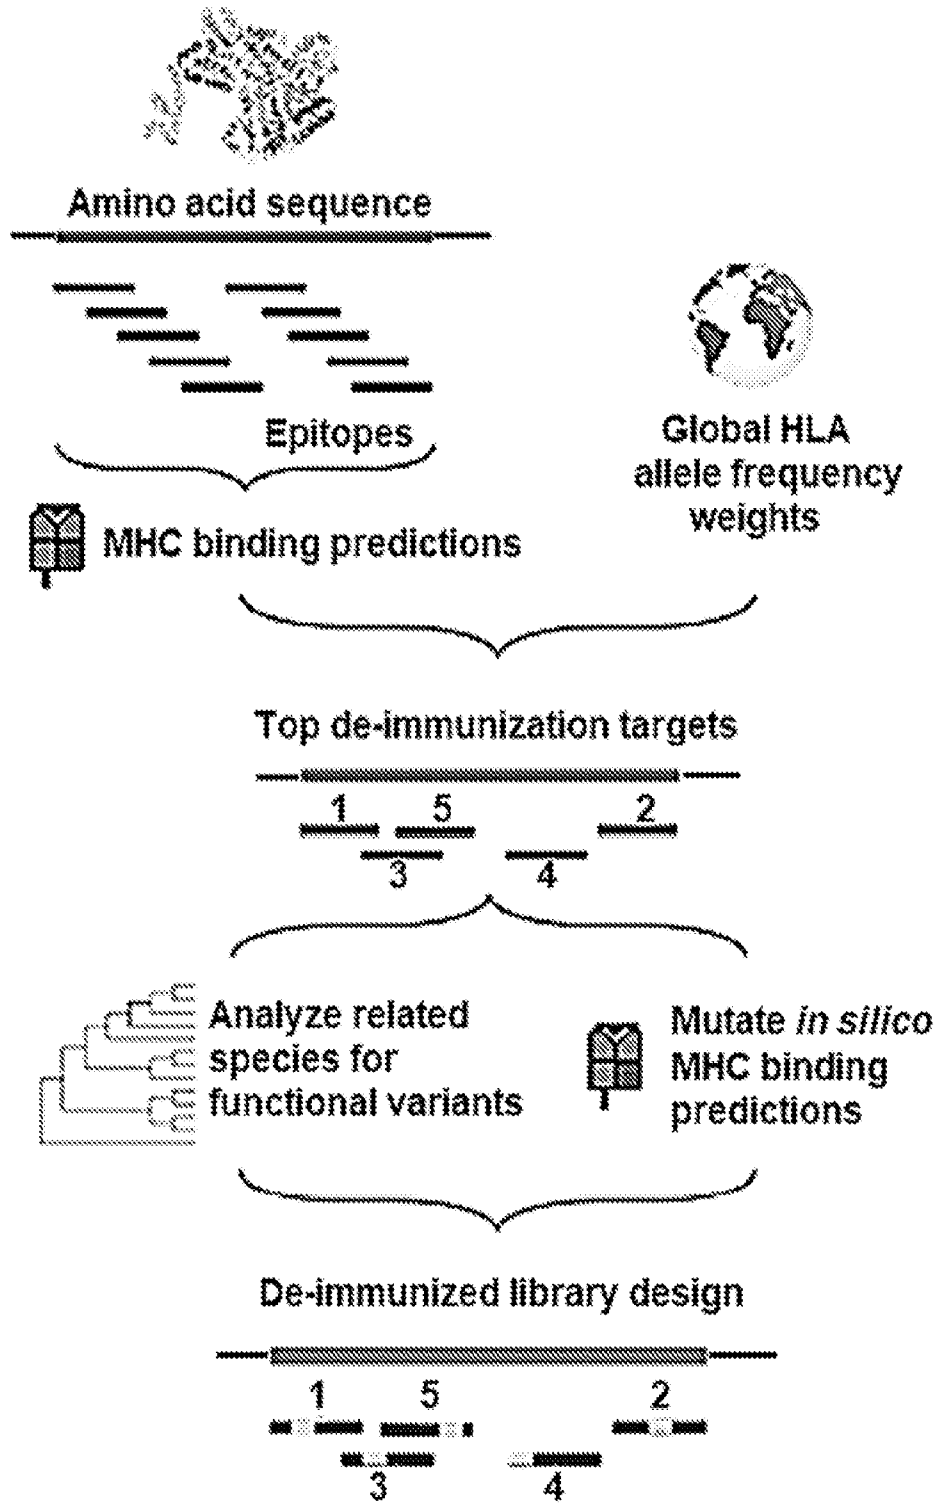 Amino acid sequence
Epitopes
MHC binding predictions
Global HLA
allele frequency
weights
Top de-immunization targets
1 5 2
3 4
Analyze related
species for
functional variants
Mutate in silico
MHC binding
predictions
De-immunized library design
1 5 2
3 4